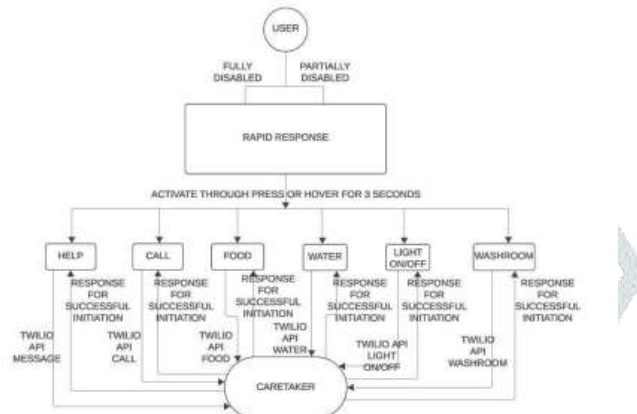 USER
FULLY
DISABLED
PARTIALLY
DISABLED
RAPID RESPONSE
ACTIVATE THROUGH PRESS OR HOVER FOR 3 SECONDS
HELP
CALL
FOOD
WATER
LIGHT
ON/OFF
WASHROOM
RESPONSE
FOR
SUCCESSFUL
INITIATION
RESPONSE
FOR
SUCCESSFUL
INITIATION
RESPONSE
FOR
SUCCESSFUL
INITIATION
RESPONSE
FOR
SUCCESSFUL
INITIATION
RESPONSE
FOR
SUCCESSFUL
INITIATION
RESPONSE
FOR
SUCCESSFUL
INITIATION
TWILIO
API
MESSAGE
TWILIO
API
CALL
TWILIO
API
FOOD
TWILIO
API
WATER
TWILIO API
LIGHT
ON/OFF
TWILIO
API
WASHROOM
CARETAKER